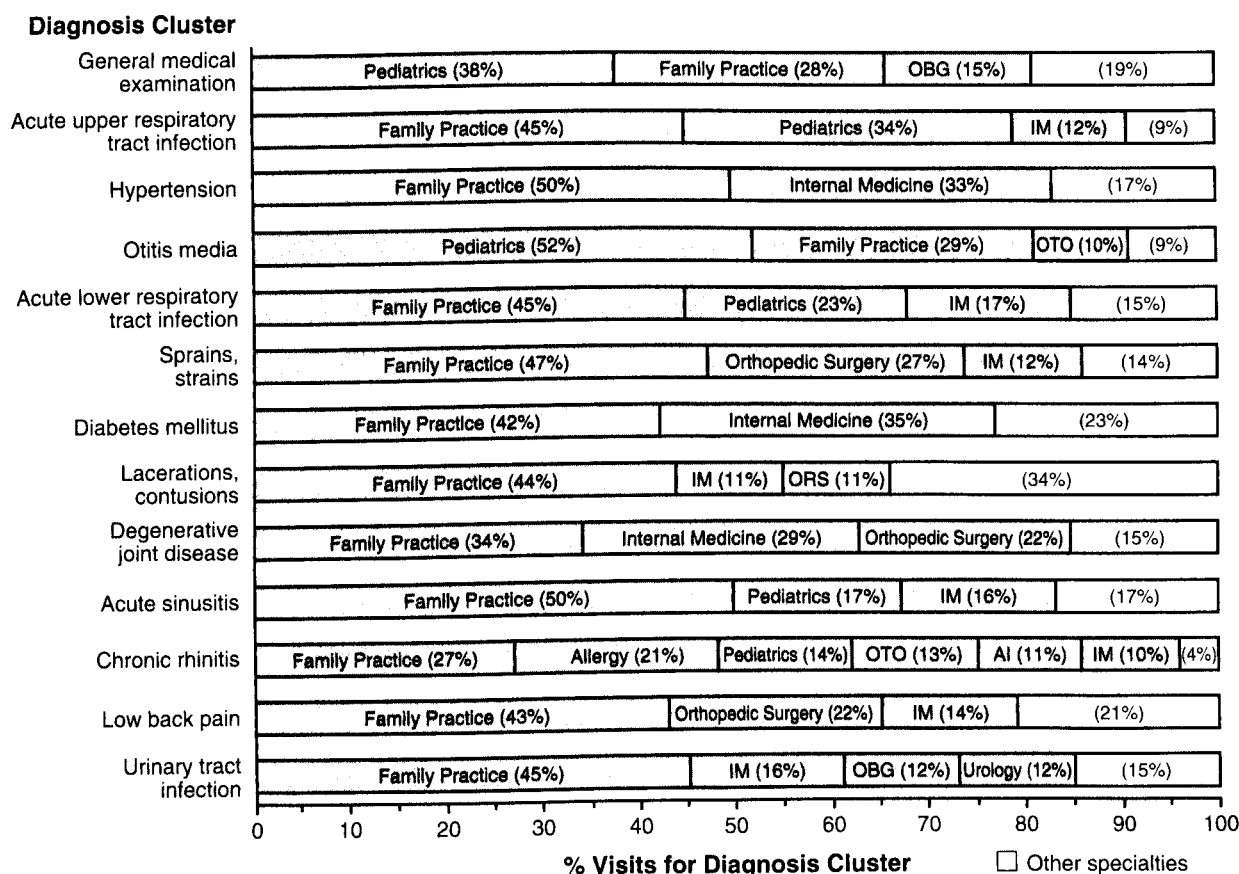 Diagnosis Cluster
General medical
examination
Pediatrics (38%) Family Practice (28%) OBG (15%) (19%)
Acute upper respiratory
tract infection
Family Practice (45%) Pediatrics (34%) IM (12%) (9%)
Hypertension
Family Practice (50%) Internal Medicine (33%) (17%)
Otitis media
Pediatrics (52%) Family Practice (29%) OTO (10%) (9%)
Acute lower respiratory
tract infection
Family Practice (45%) Pediatrics (23%) IM (17%) (15%)
Sprains,
strains
Family Practice (47%) Orthopedic Surgery (27%) IM (12%) (14%)
Diabetes mellitus
Family Practice (42%) Internal Medicine (35%) (23%)
Lacerations,
contusions
Family Practice (44%) IM (11%) ORS (11%) (34%)
Degenerative
joint disease
Family Practice (34%) Internal Medicine (29%) Orthopedic Surgery (22%) (15%)
Acute sinusitis
Family Practice (50%) Pediatrics (17%) IM (16%) (17%)
Chronic rhinitis
Family Practice (27%) Allergy (21%) Pediatrics (14%) OTO (13%) AI (11%) IM (10%) (4%)
Low back pain
Family Practice (43%) Orthopedic Surgery (22%) IM (14%) (21%)
Urinary tract
infection
Family Practice (45%) IM (16%) OBG (12%) Urology (12%) (15%)
0 10 20 30 40 50 60 70 80 90 100
% Visits for Diagnosis Cluster
Other specialties